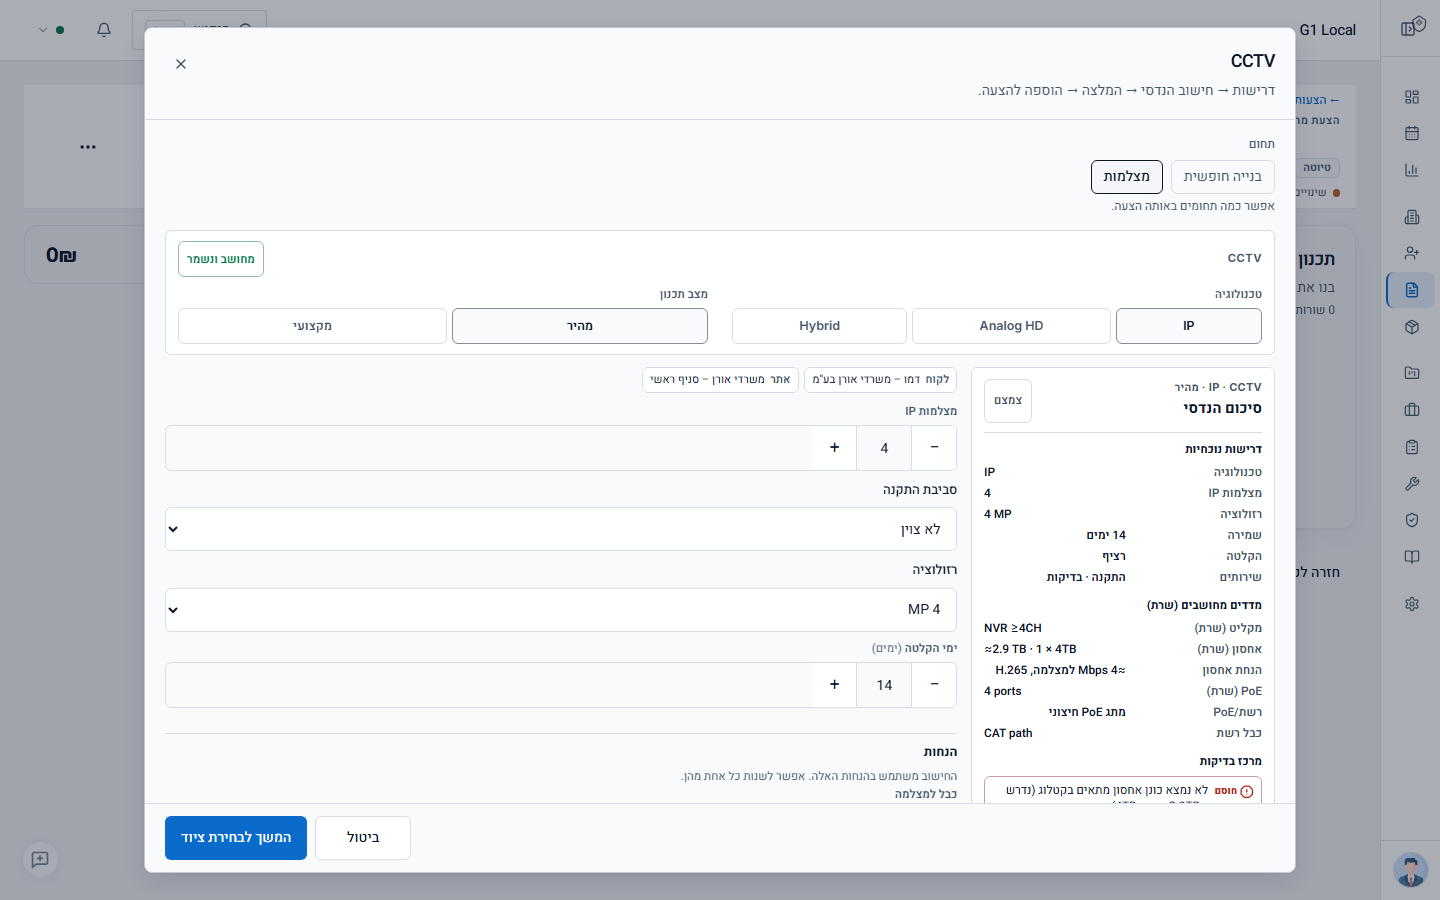 G1 Local
← הצעות
טיוטה
שינויים
0₪
תכנון
בנו את
0 שורות
CCTV
דרישות → חישוב הנדסי → המלצה → הוספה להצעה.
תחום
בנייה חופשית
מצלמות
אפשר כמה תחומים באותה הצעה.
CCTV
מחושב ונשמר
טכנולוגיה
IP
Analog HD
Hybrid
מצב תכנון
מהיר
מקצועי
CCTV · IP · מהיר
סיכום הנדסי
צמצם
דרישות נוכחיות
טכנולוגיה IP
מצלמות IP 4
רזולוציה 4 MP
שמירה 14 ימים
הקלטה רציף
שירותים התקנה · בדיקות
מדדים מחושבים (שרת)
מקליט (שרת) NVR ≥4CH
אחסון (שרת) ≈2.9 TB · 1 × 4TB
הנחת אחסון ≈4 Mbps למצלמה, H.265
PoE (שרת) 4 ports
רשת/PoE מתג PoE חיצוני
כבל רשת CAT path
מרכז בדיקות
חוסם לא נמצא כונן אחסון מתאים בקטלוג (נדרש
לקוח דמו – משרדי אורן בע"מ
אתר משרדי אורן – סניף ראשי
מצלמות IP
− 4 +
סביבת התקנה
לא צוין
רזולוציה
4 MP
ימי הקלטה (ימים)
− 14 +
הנחות
החישוב משתמש בהנחות האלה. אפשר לשנות כל אחת מהן.
כבל למצלמה
ביטול
המשך לבחירת ציוד